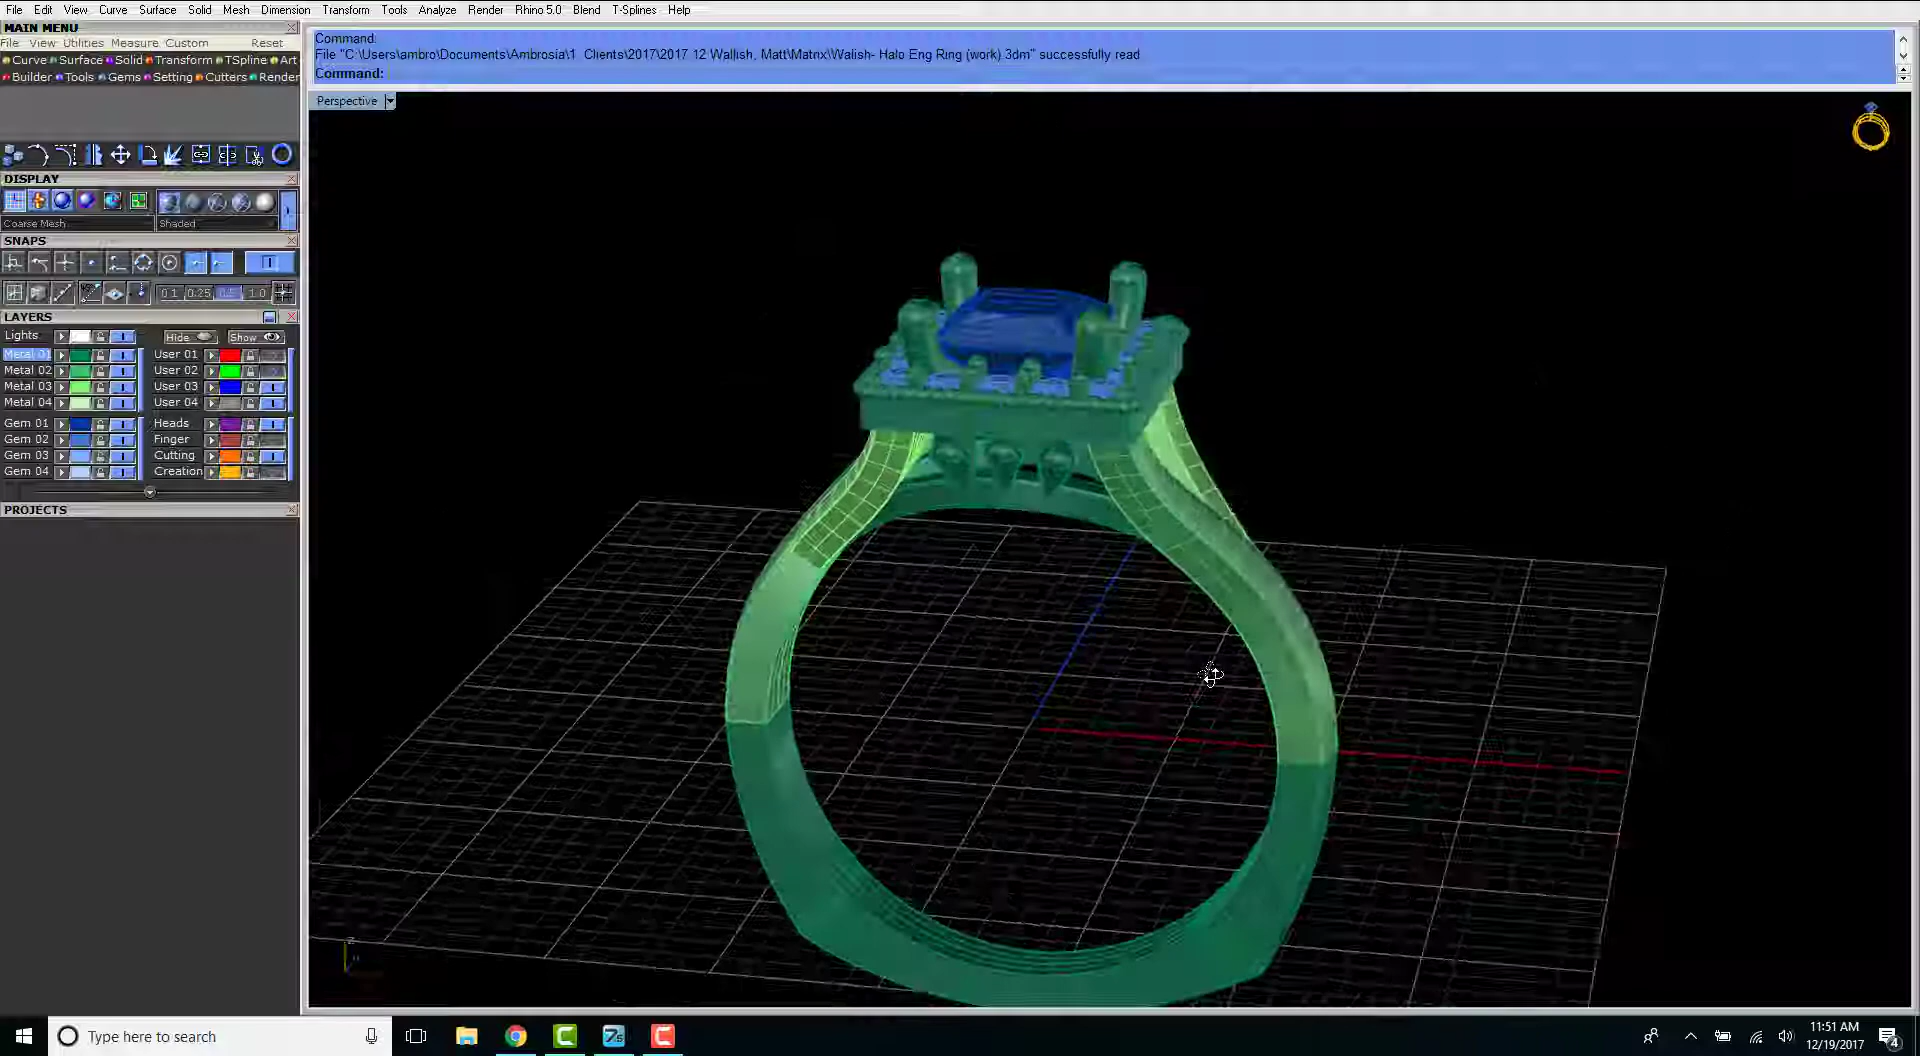 File Edit View Curve Surface Solid Mesh Dimension Transform Tools Analyze Render Rhino 5.0 Blend T-Splines Help
MAIN MENU
File View Utilities Measure Custom Reset
Curve Surface Solid Transform TSpline Art
Builder Tools Gems Setting Cutters Render
DISPLAY
Coarse Mesh Shaded
SNAPS
0.1 0.25 0.5 1.0
LAYERS
Lights Hide Show
Metal 01 User 01
Metal 02 User 02
Metal 03 User 03
Metal 04 User 04
Gem 01 Heads
Gem 02 Finger
Gem 03 Cutting
Gem 04 Creation
PROJECTS
Command:
File "C:\Users\ambro\Documents\Ambrosia\1 Clients\2017\2017 12 Wallish, Matt\Matrix\Walish- Halo Eng Ring (work).3dm" successfully read
Command:
Perspective
Type here to search
7.5
11:51 AM
12/19/2017
4